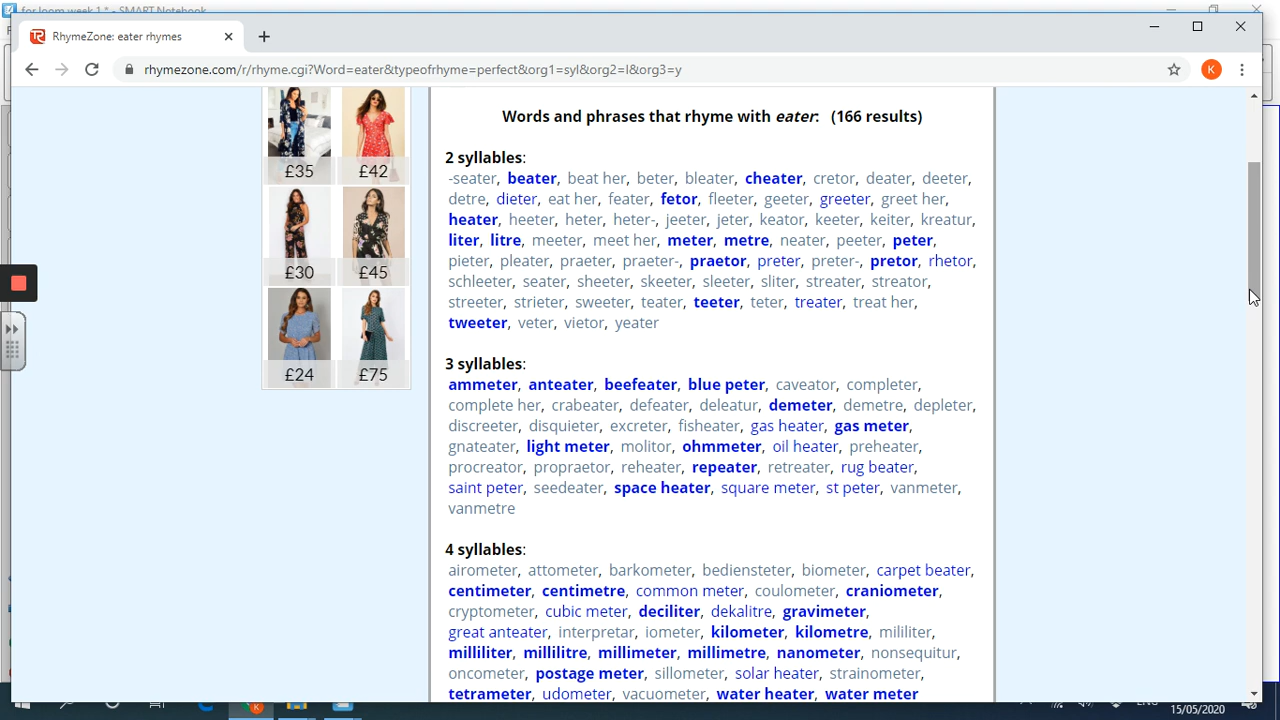 for loom week 1 * - SMART Notebook
RhymeZone: eater rhymes
rhymezone.com/r/rhyme.cgi?Word=eater&typeofrhyme=perfect&org1=syl&org2=l&org3=y
K
£35 £42
£30 £45
£24 £75
Words and phrases that rhyme with eater: (166 results)
2 syllables:
-seater, beater, beat her, beter, bleater, cheater, cretor, deater, deeter,
detre, dieter, eat her, feater, fetor, fleeter, geeter, greeter, greet her,
heater, heeter, heter, heter-, jeeter, jeter, keator, keeter, keiter, kreatur,
liter, litre, meeter, meet her, meter, metre, neater, peeter, peter,
pieter, pleater, praeter, praeter-, praetor, preter, preter-, pretor, rhetor,
schleeter, seater, sheeter, skeeter, sleeter, sliter, streater, streator,
streeter, strieter, sweeter, teater, teeter, teter, treater, treat her,
tweeter, veter, vietor, yeater
3 syllables:
ammeter, anteater, beefeater, blue peter, caveator, completer,
complete her, crabeater, defeater, deleatur, demeter, demetre, depleter,
discreeter, disquieter, excreter, fisheater, gas heater, gas meter,
gnateater, light meter, molitor, ohmmeter, oil heater, preheater,
procreator, propraetor, reheater, repeater, retreater, rug beater,
saint peter, seedeater, space heater, square meter, st peter, vanmeter,
vanmetre
4 syllables:
airometer, attometer, barkometer, bediensteter, biometer, carpet beater,
centimeter, centimetre, common meter, coulometer, craniometer,
cryptometer, cubic meter, deciliter, dekalitre, gravimeter,
great anteater, interpretar, iometer, kilometer, kilometre, mililiter,
milliliter, millilitre, millimeter, millimetre, nanometer, nonsequitur,
oncometer, postage meter, sillometer, solar heater, strainometer,
tetrameter, udometer, vacuometer, water heater, water meter
K
ENG
15/05/2020